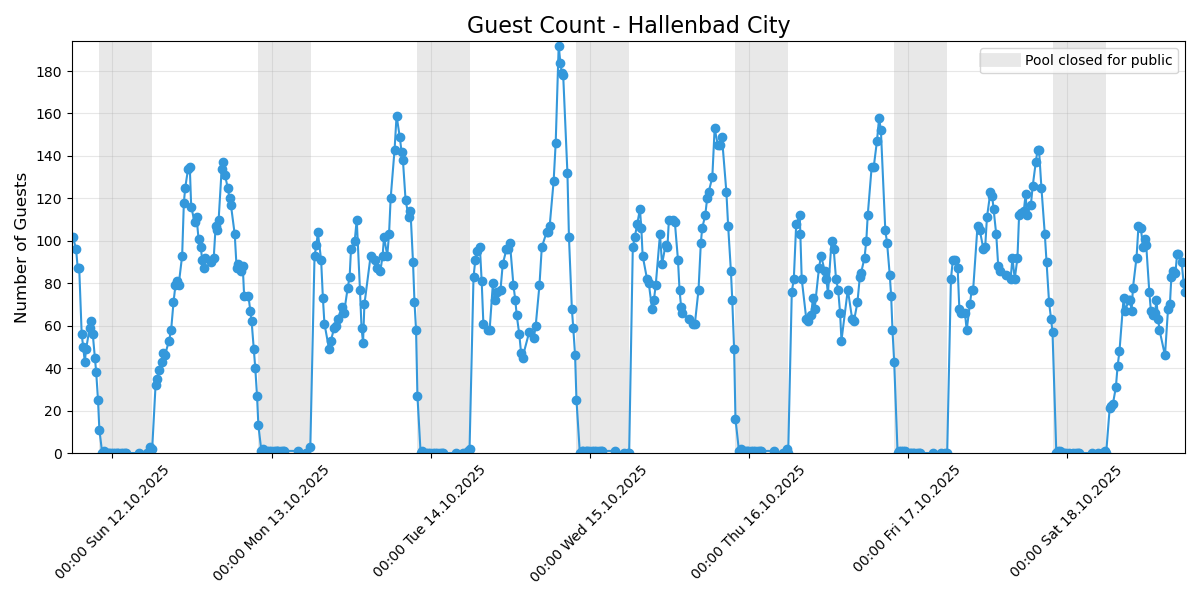 Guest Count - Hallenbad City
Pool closed for public
Number of Guests
180
160
140
120
100
80
60
40
20
0
00:00 Sun 12.10.2025
00:00 Mon 13.10.2025
00:00 Tue 14.10.2025
00:00 Wed 15.10.2025
00:00 Thu 16.10.2025
00:00 Fri 17.10.2025
00:00 Sat 18.10.2025